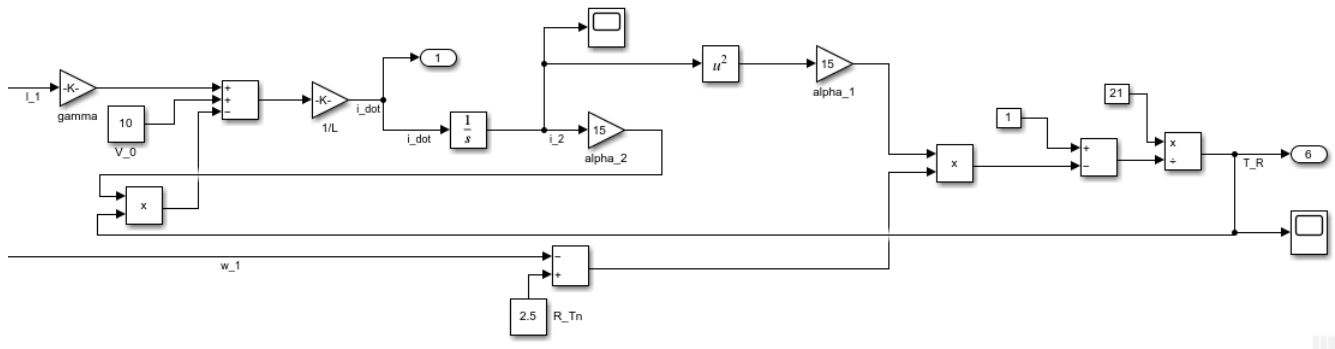 I_1
-K-
gamma
10
V_0
+
+
−
-K-
1/L
i_dot
1
i_dot
1
s
i_2
15
alpha_2
u²
15
alpha_1
x
x
1
+
−
21
x
÷
T_R
6
w_1
−
+
2.5
R_Tn